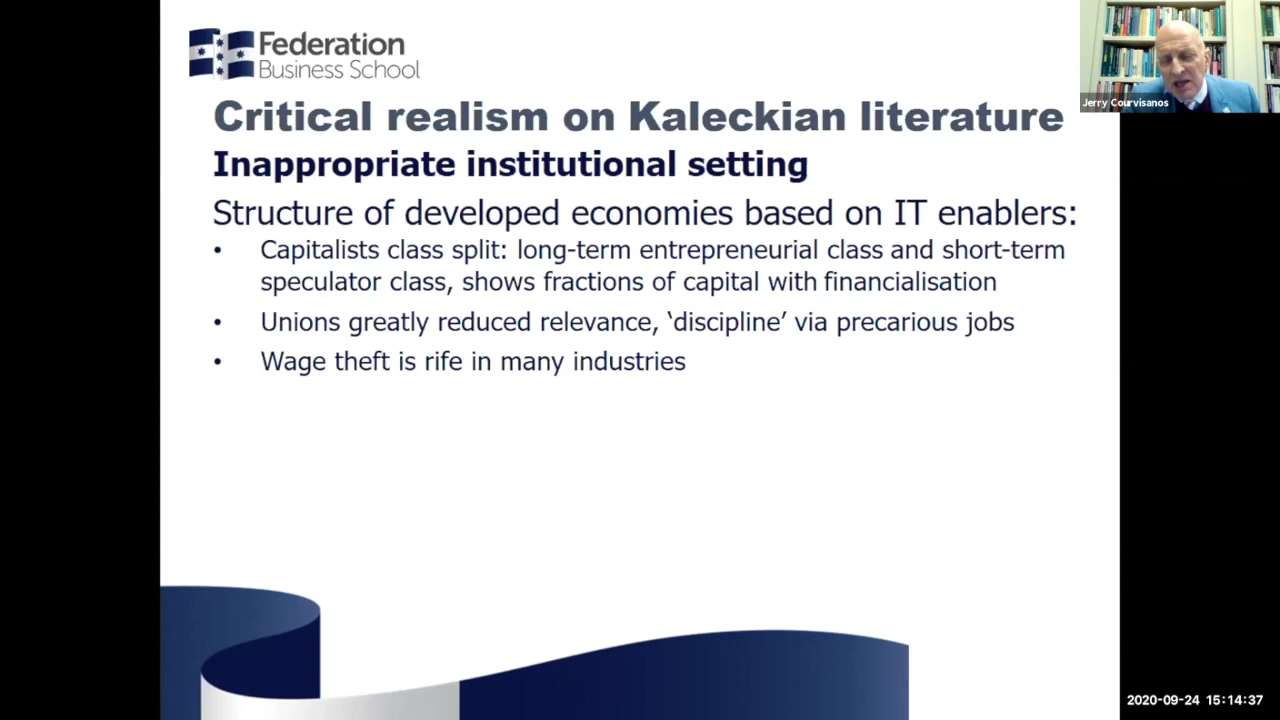 Federation
Business School
Jerry Courvisanos
Critical realism on Kaleckian literature
Inappropriate institutional setting
Structure of developed economies based on IT enablers:
• Capitalists class split: long-term entrepreneurial class and short-term
speculator class, shows fractions of capital with financialisation
• Unions greatly reduced relevance, ‘discipline’ via precarious jobs
• Wage theft is rife in many industries
2020-09-24 15:14:37